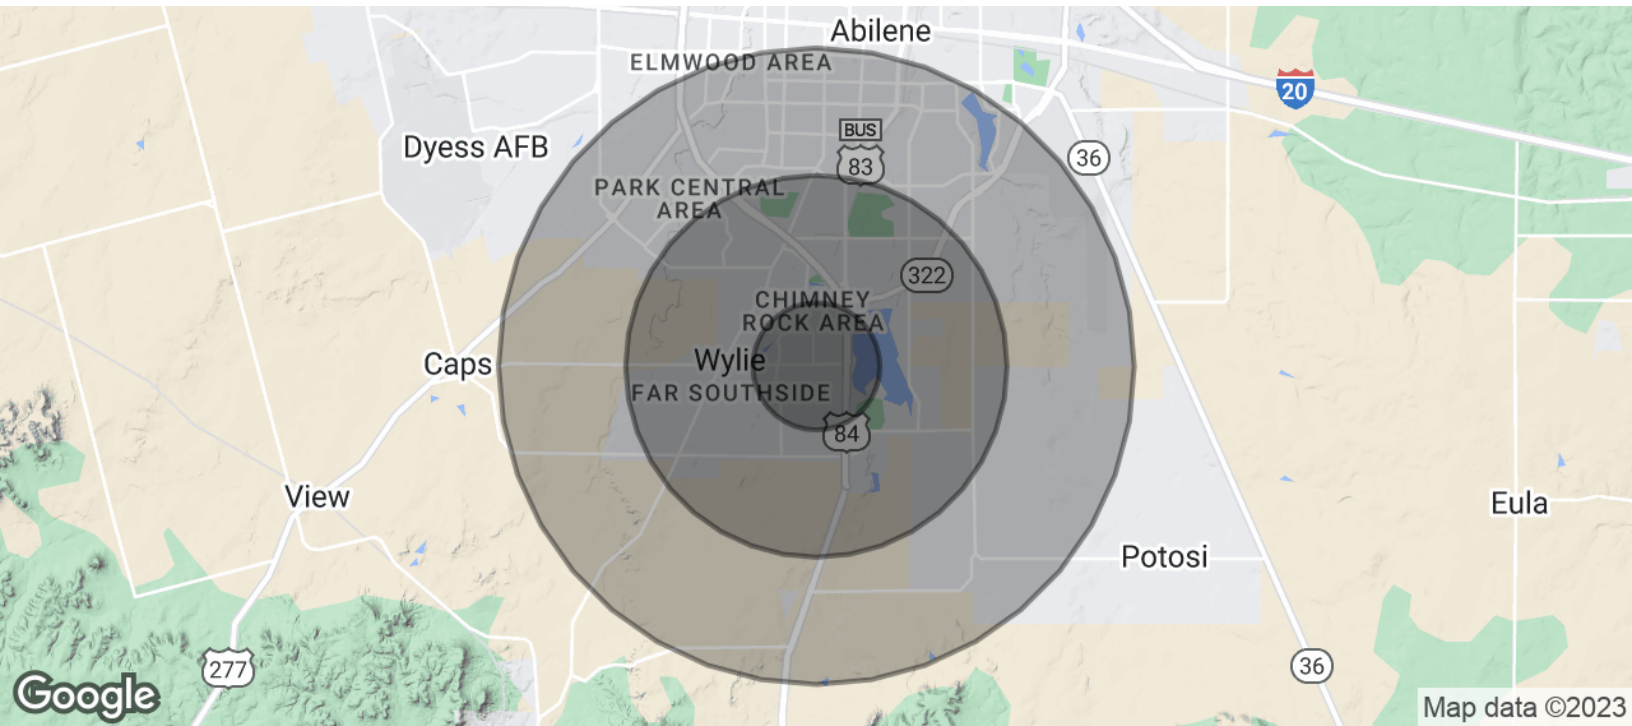 Abilene
ELMWOOD AREA
20
BUS
83
Dyess AFB
36
PARK CENTRAL
AREA
322
CHIMNEY
ROCK AREA
Wylie
Caps
FAR SOUTHSIDE
84
View
Eula
Potosi
277
36
Google
Map data ©2023